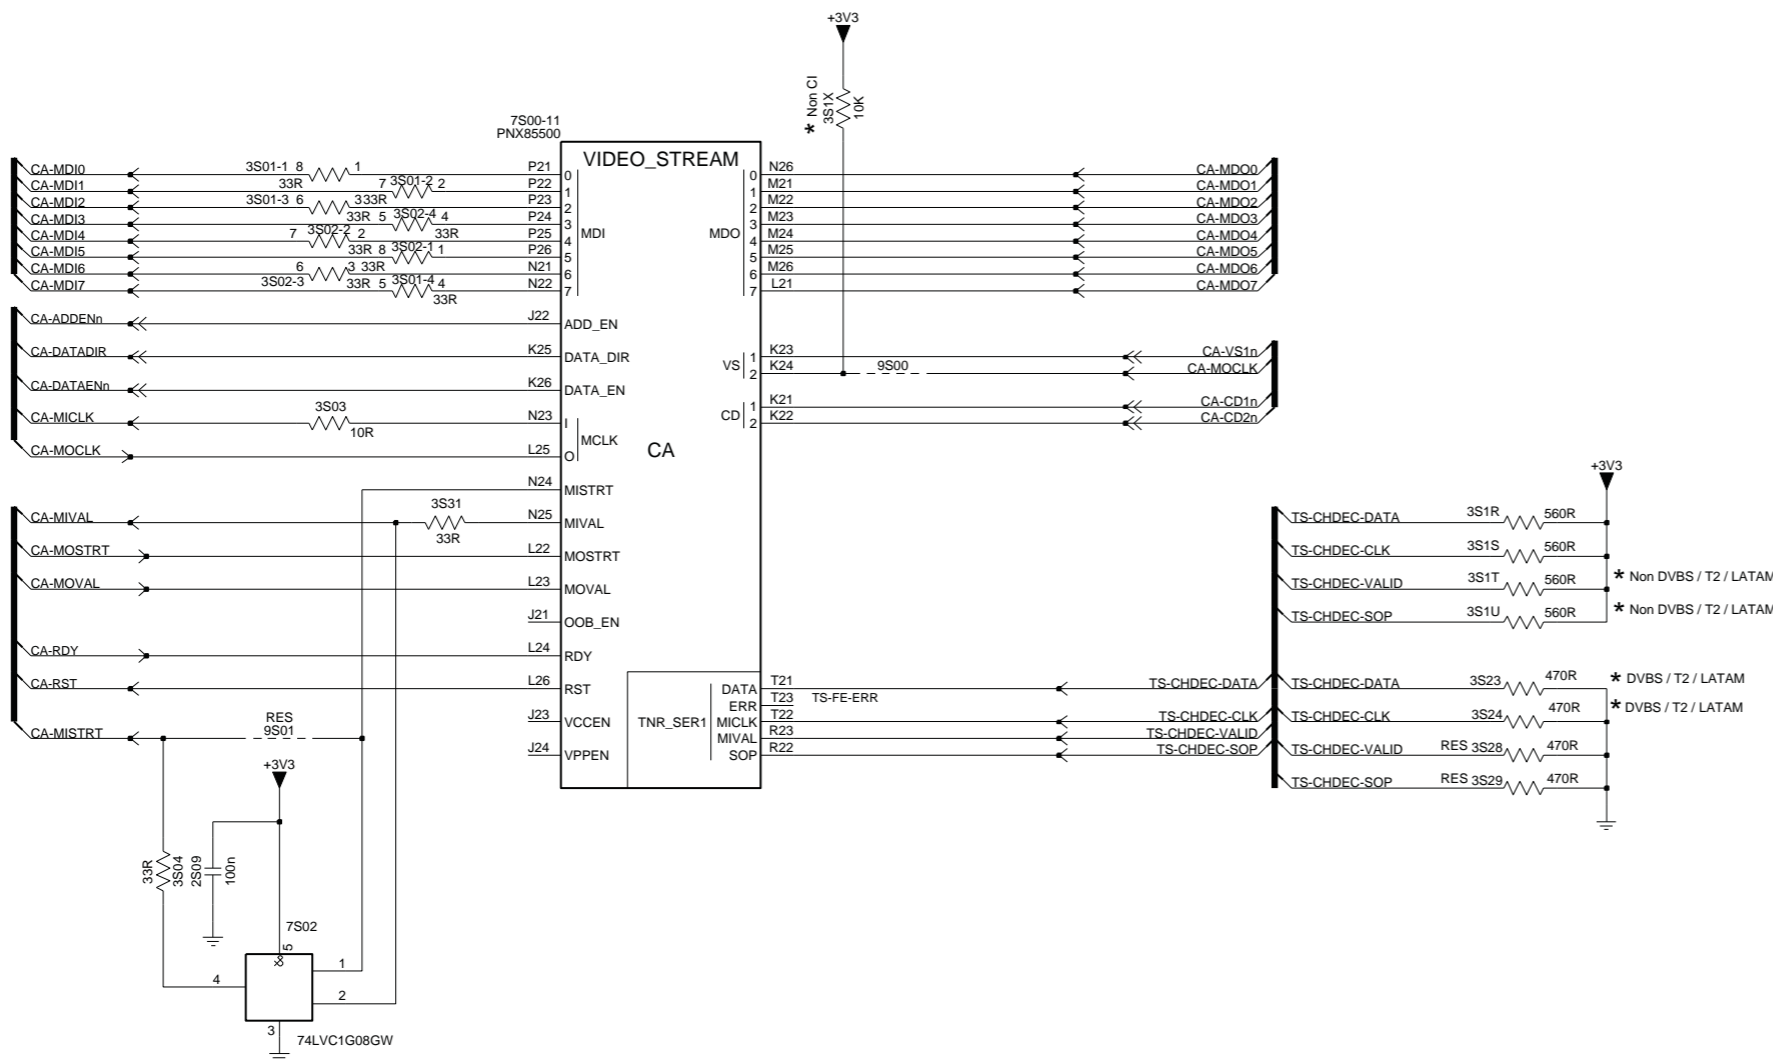 +3V3
* Non CI
3S1X
10K
7S00-11
PNX85500
VIDEO_STREAM
CA-MDI0 3S01-1 8 1 P21 0
CA-MDI1 33R 7 3S01-2 2 P22 1
CA-MDI2 3S01-3 6 3 33R P23 2
CA-MDI3 33R 5 3S02-4 4 P24 3
CA-MDI4 7 3S02-2 2 33R P25 4
CA-MDI5 33R 8 3S02-1 1 P26 5
CA-MDI6 6 3 33R N21 6
CA-MDI7 3S02-3 33R 5 3S01-4 4 N22 7
33R
MDI
MDO
0 N26 CA-MDO0
1 M21 CA-MDO1
2 M22 CA-MDO2
3 M23 CA-MDO3
4 M24 CA-MDO4
5 M25 CA-MDO5
6 M26 CA-MDO6
7 L21 CA-MDO7
CA-ADDENn J22 ADD_EN
CA-DATADIR K25 DATA_DIR
CA-DATAENn K26 DATA_EN
CA-MICLK 3S03 10R N23 I
MCLK
CA-MOCLK L25 O
VS
1 K23 CA-VS1n
2 K24 9S00 CA-MOCLK
CD
1 K21 CA-CD1n
2 K22 CA-CD2n
CA
N24 MISTRT
CA-MIVAL 3S31 33R N25 MIVAL
CA-MOSTRT L22 MOSTRT
CA-MOVAL L23 MOVAL
J21 OOB_EN
CA-RDY L24 RDY
CA-RST L26 RST
J23 VCCEN
J24 VPPEN
CA-MISTRT RES 9S01
TNR_SER1
DATA T21 TS-CHDEC-DATA
ERR T23 TS-FE-ERR
MICLK T22 TS-CHDEC-CLK
MIVAL R23 TS-CHDEC-VALID
SOP R22 TS-CHDEC-SOP
+3V3
TS-CHDEC-DATA 3S1R 560R
TS-CHDEC-CLK 3S1S 560R
TS-CHDEC-VALID 3S1T 560R * Non DVBS / T2 / LATAM
TS-CHDEC-SOP 3S1U 560R * Non DVBS / T2 / LATAM
TS-CHDEC-DATA 3S23 470R * DVBS / T2 / LATAM
TS-CHDEC-CLK 3S24 470R * DVBS / T2 / LATAM
TS-CHDEC-VALID RES 3S28 470R
TS-CHDEC-SOP RES 3S29 470R
+3V3
33R
3S04
2S09
100n
7S02
5
4
1
2
3
74LVC1G08GW